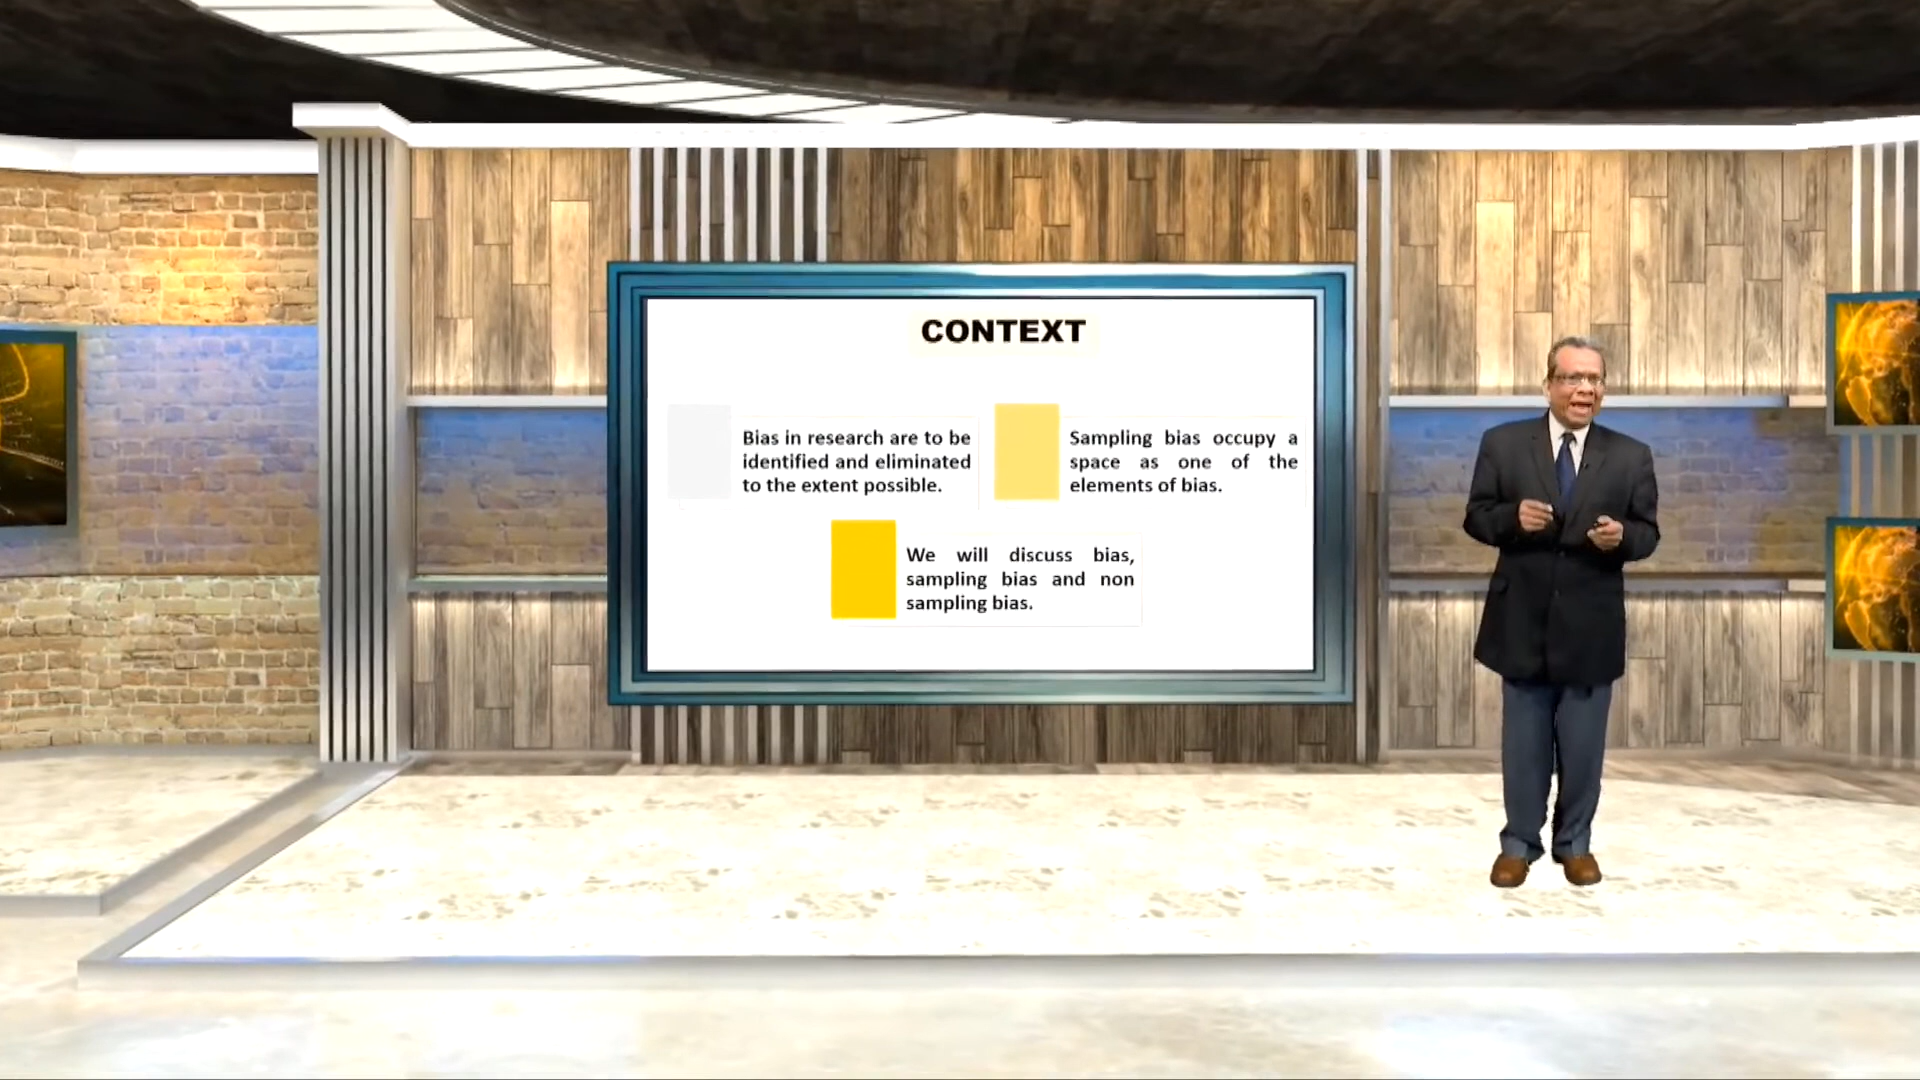 CONTEXT
Bias in research are to be
identified and eliminated
to the extent possible.
Sampling bias occupy a
space as one of the
elements of bias.
We will discuss bias,
sampling bias and non
sampling bias.